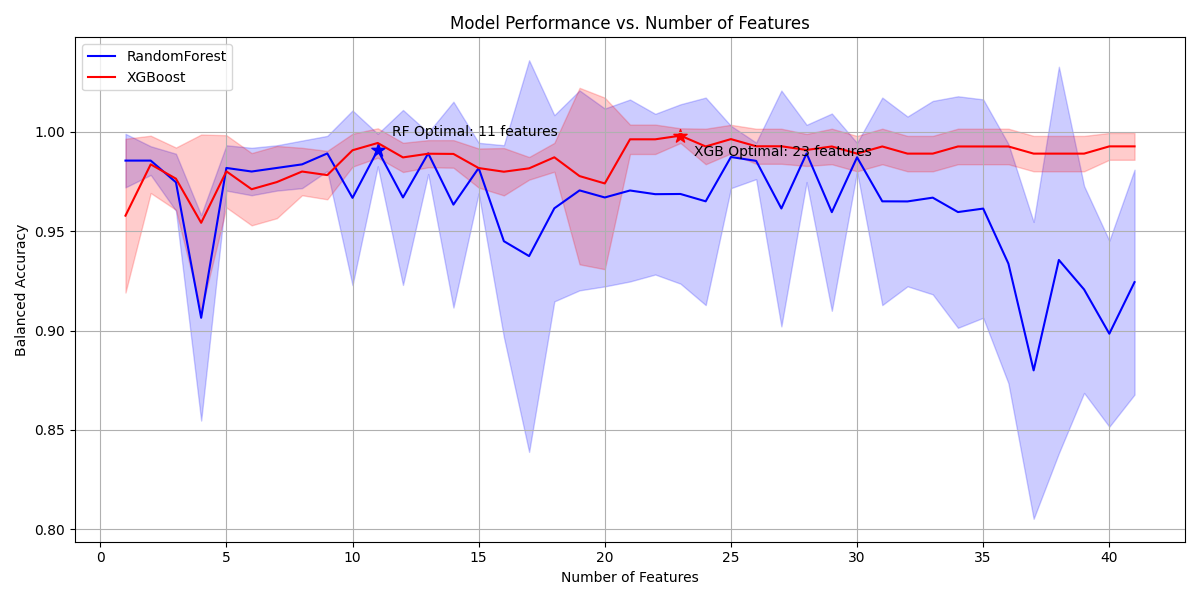 Model Performance vs. Number of Features
RandomForest
XGBoost
RF Optimal: 11 features
XGB Optimal: 23 features
Balanced Accuracy
1.00
0.95
0.90
0.85
0.80
0 5 10 15 20 25 30 35 40
Number of Features